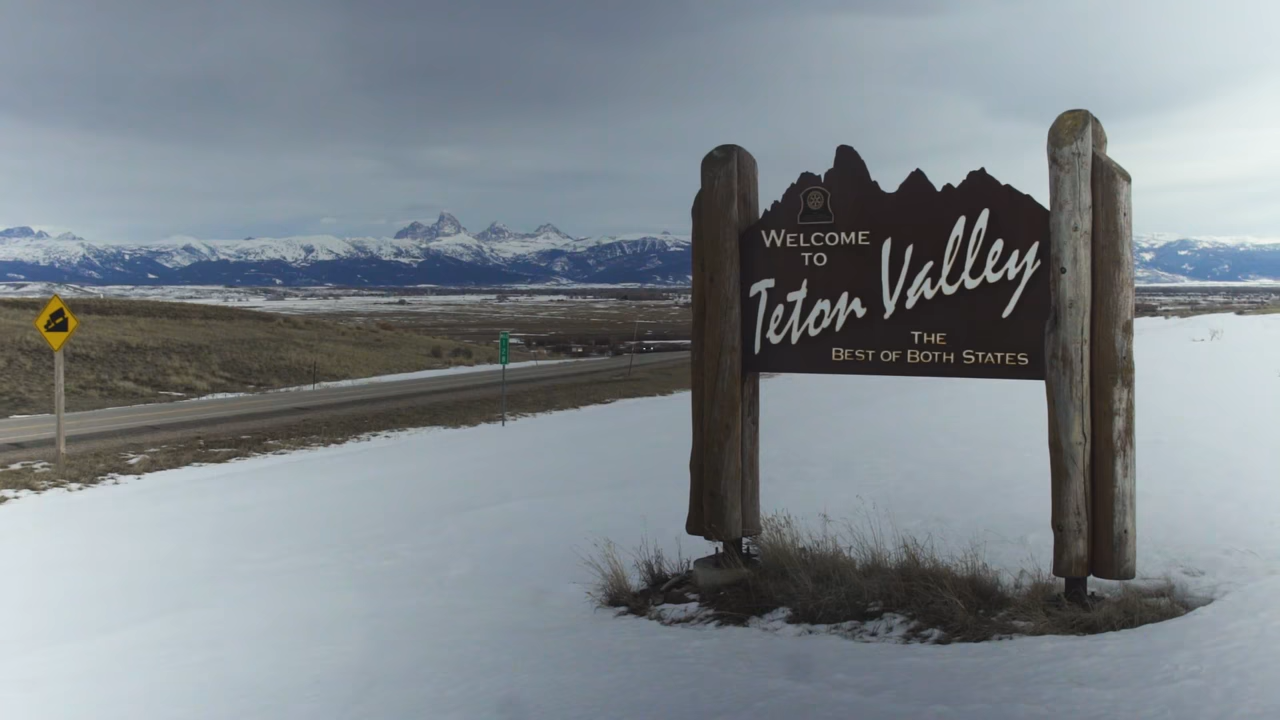 WELCOME
TO
Teton Valley
THE
BEST OF BOTH STATES